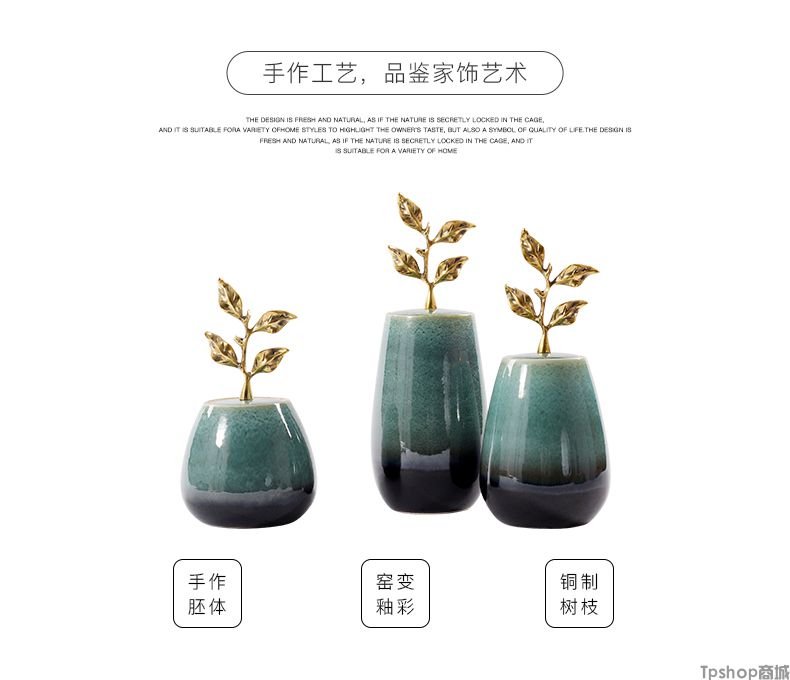 手作工艺，品鉴家饰艺术
THE DESIGN IS FRESH AND NATURAL, AS IF THE NATURE IS SECRETLY LOCKED IN THE CAGE,
AND IT IS SUITABLE FORA VARIETY OFHOME STYLES TO HIGHLIGHT THE OWNER'S TASTE, BUT ALSO A SYMBOL OF QUALITY OF LIFE.THE DESIGN IS
FRESH AND NATURAL, AS IF THE NATURE IS SECRETLY LOCKED IN THE CAGE, AND IT
IS SUITABLE FOR A VARIETY OF HOME
手作
胚体
窑变
釉彩
铜制
树枝
Tpshop商城